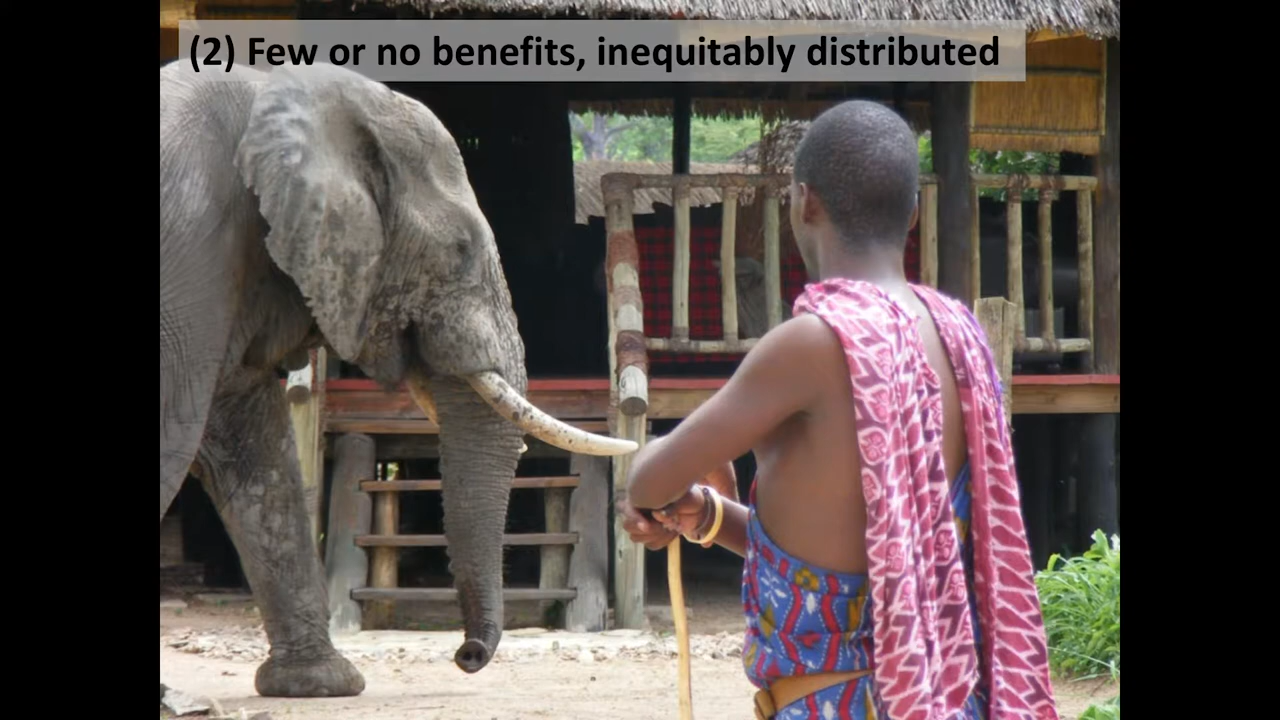 (2) Few or no benefits, inequitably distributed